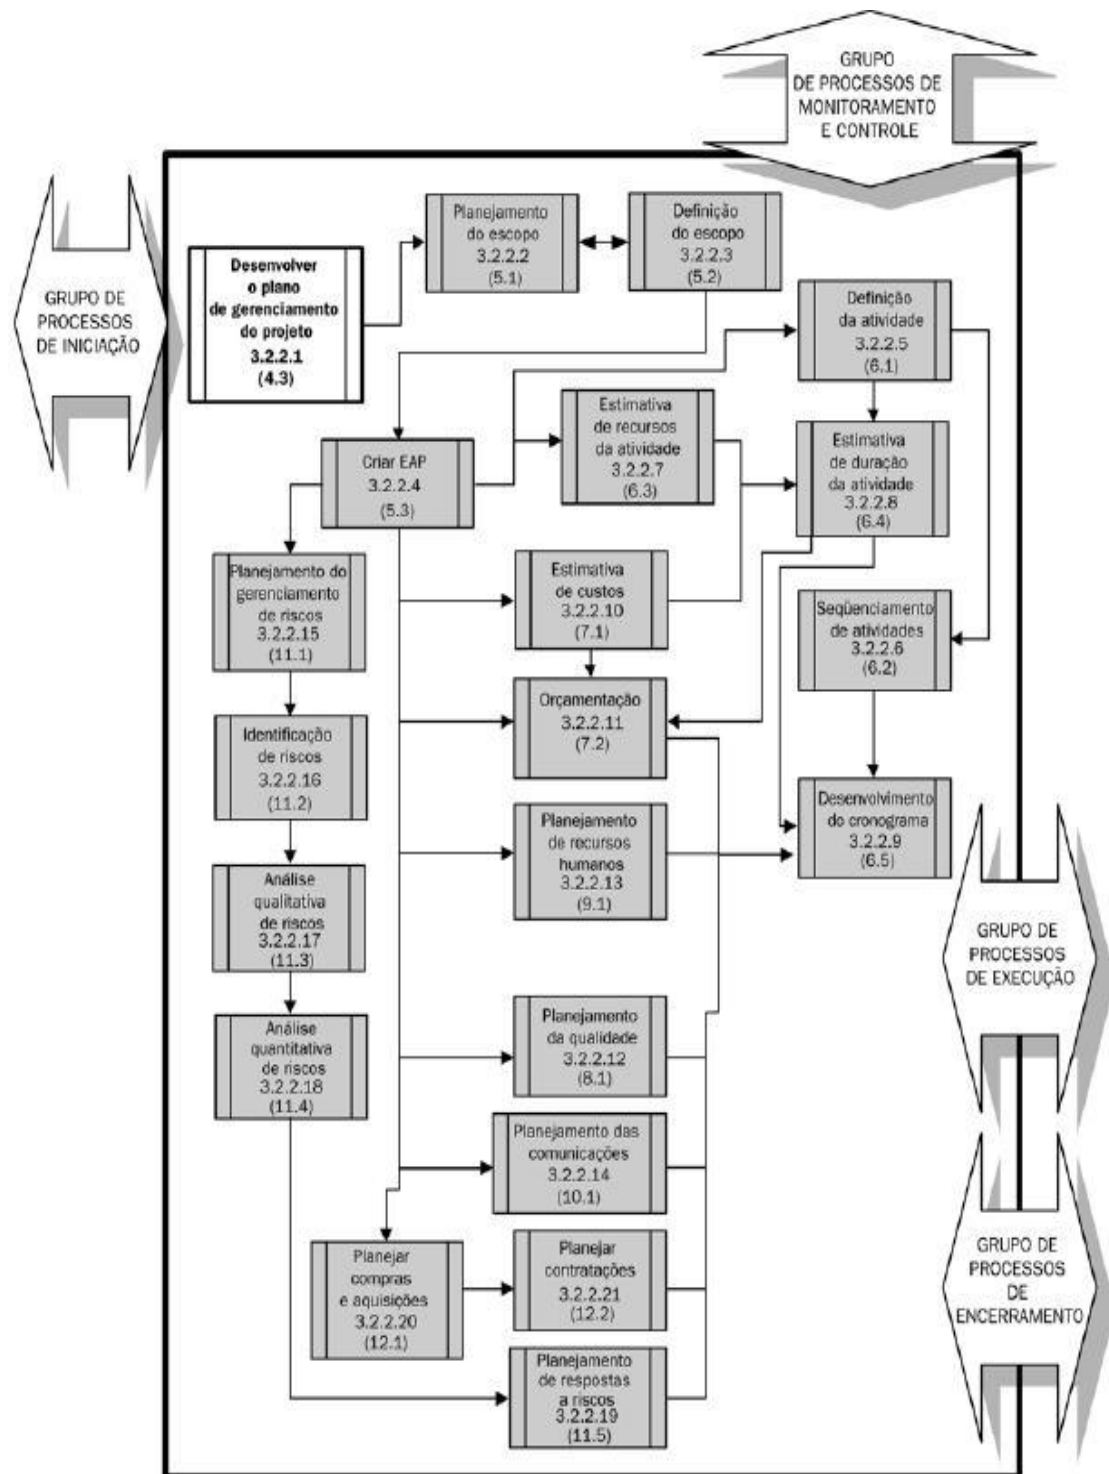 GRUPO
DE PROCESSOS DE
MONITORAMENTO
E CONTROLE
GRUPO DE
PROCESSOS
DE INICIAÇÃO
Desenvolver
o plano
de gerenciamento
do projeto
3.2.2.1
(4.3)
Planejamento
do escopo
3.2.2.2
(5.1)
Definição
do escopo
3.2.2.3
(5.2)
Definição
da atividade
3.2.2.5
(6.1)
Estimativa
de recursos
da atividade
3.2.2.7
(6.3)
Estimativa
de duração
da atividade
3.2.2.8
(6.4)
Criar EAP
3.2.2.4
(5.3)
Planejamento do
gerenciamento
de riscos
3.2.2.15
(11.1)
Estimativa
de custos
3.2.2.10
(7.1)
Seqüenciamento
de atividades
3.2.2.6
(6.2)
Identificação
de riscos
3.2.2.16
(11.2)
Orçamentação
3.2.2.11
(7.2)
Desenvolvimento
do cronograma
3.2.2.9
(6.5)
Planejamento
de recursos
humanos
3.2.2.13
(9.1)
Análise
qualitativa
de riscos
3.2.2.17
(11.3)
GRUPO DE
PROCESSOS
DE EXECUÇÃO
Análise
quantitativa
de riscos
3.2.2.18
(11.4)
Planejamento
da qualidade
3.2.2.12
(8.1)
Planejamento das
comunicações
3.2.2.14
(10.1)
Planejar
compras
e aquisições
3.2.2.20
(12.1)
Planejar
contratações
3.2.2.21
(12.2)
GRUPO DE
PROCESSOS
DE
ENCERRAMENTO
Planejamento
de respostas
a riscos
3.2.2.19
(11.5)